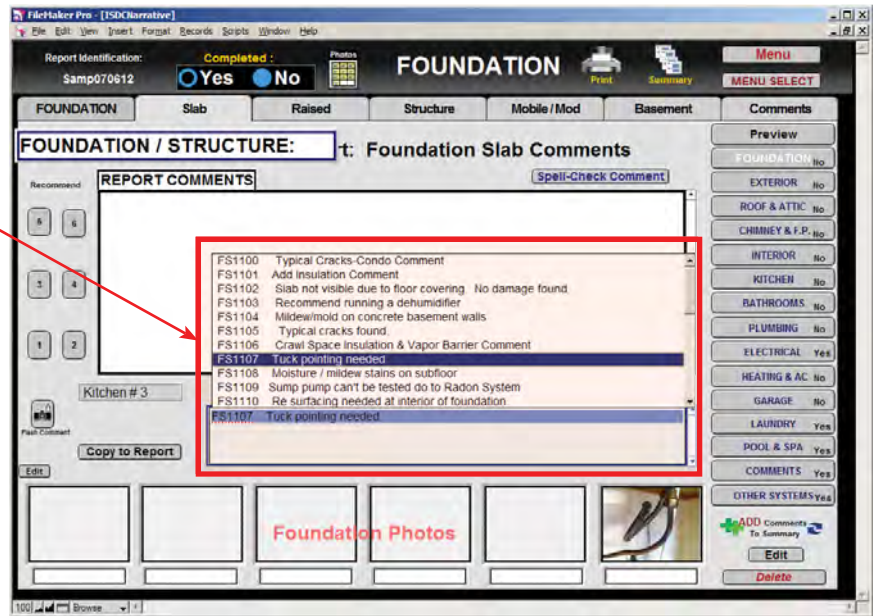 FileMaker Pro - [ISDCNarrative]
File Edit View Insert Format Records Scripts Window Help
Report Identification:
Samp070612
Completed :
Yes No
Photos
FOUNDATION
Print
Summary
Menu
MENU SELECT
FOUNDATION Slab Raised Structure Mobile / Mod Basement Comments
FOUNDATION / STRUCTURE:
t: Foundation Slab Comments
Recommend
REPORT COMMENTS
Spell-Check Comment
5 6
3 4
1 2
FS1100 Typical Cracks-Condo Comment
FS1101 Add Insulation Comment
FS1102 Slab not visible due to floor covering. No damage found.
FS1103 Recommend running a dehumidifier
FS1104 Mildew/mold on concrete basement walls
FS1105 Typical cracks found.
FS1106 Crawl Space Insulation & Vapor Barrier Comment
FS1107 Tuck pointing needed
FS1108 Moisture / mildew stains on subfloor
FS1109 Sump pump can't be tested do to Radon System
FS1110 Re surfacing needed at interior of foundation
FS1107 Tuck pointing needed
Kitchen # 3
Comment
Copy to Report
Edit
Foundation Photos
Preview
FOUNDATION No
EXTERIOR No
ROOF & ATTIC No
CHIMNEY & F.P. No
INTERIOR No
KITCHEN No
BATHROOMS No
PLUMBING No
ELECTRICAL Yes
HEATING & AC No
GARAGE No
LAUNDRY Yes
POOL & SPA Yes
COMMENTS Yes
OTHER SYSTEMS Yes
ADD Comments
To Summary
Edit
Delete
100 Browse